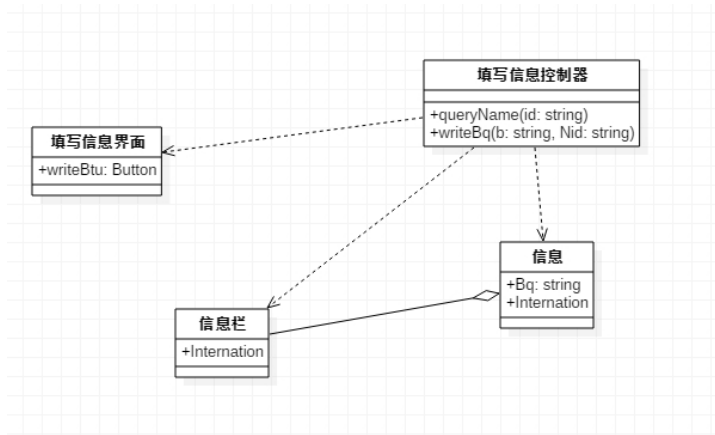 填写信息控制器
+queryName(id: string)
+writeBq(b: string, Nid: string)
填写信息界面
+writeBtu: Button
信息
+Bq: string
+Internation
信息栏
+Internation